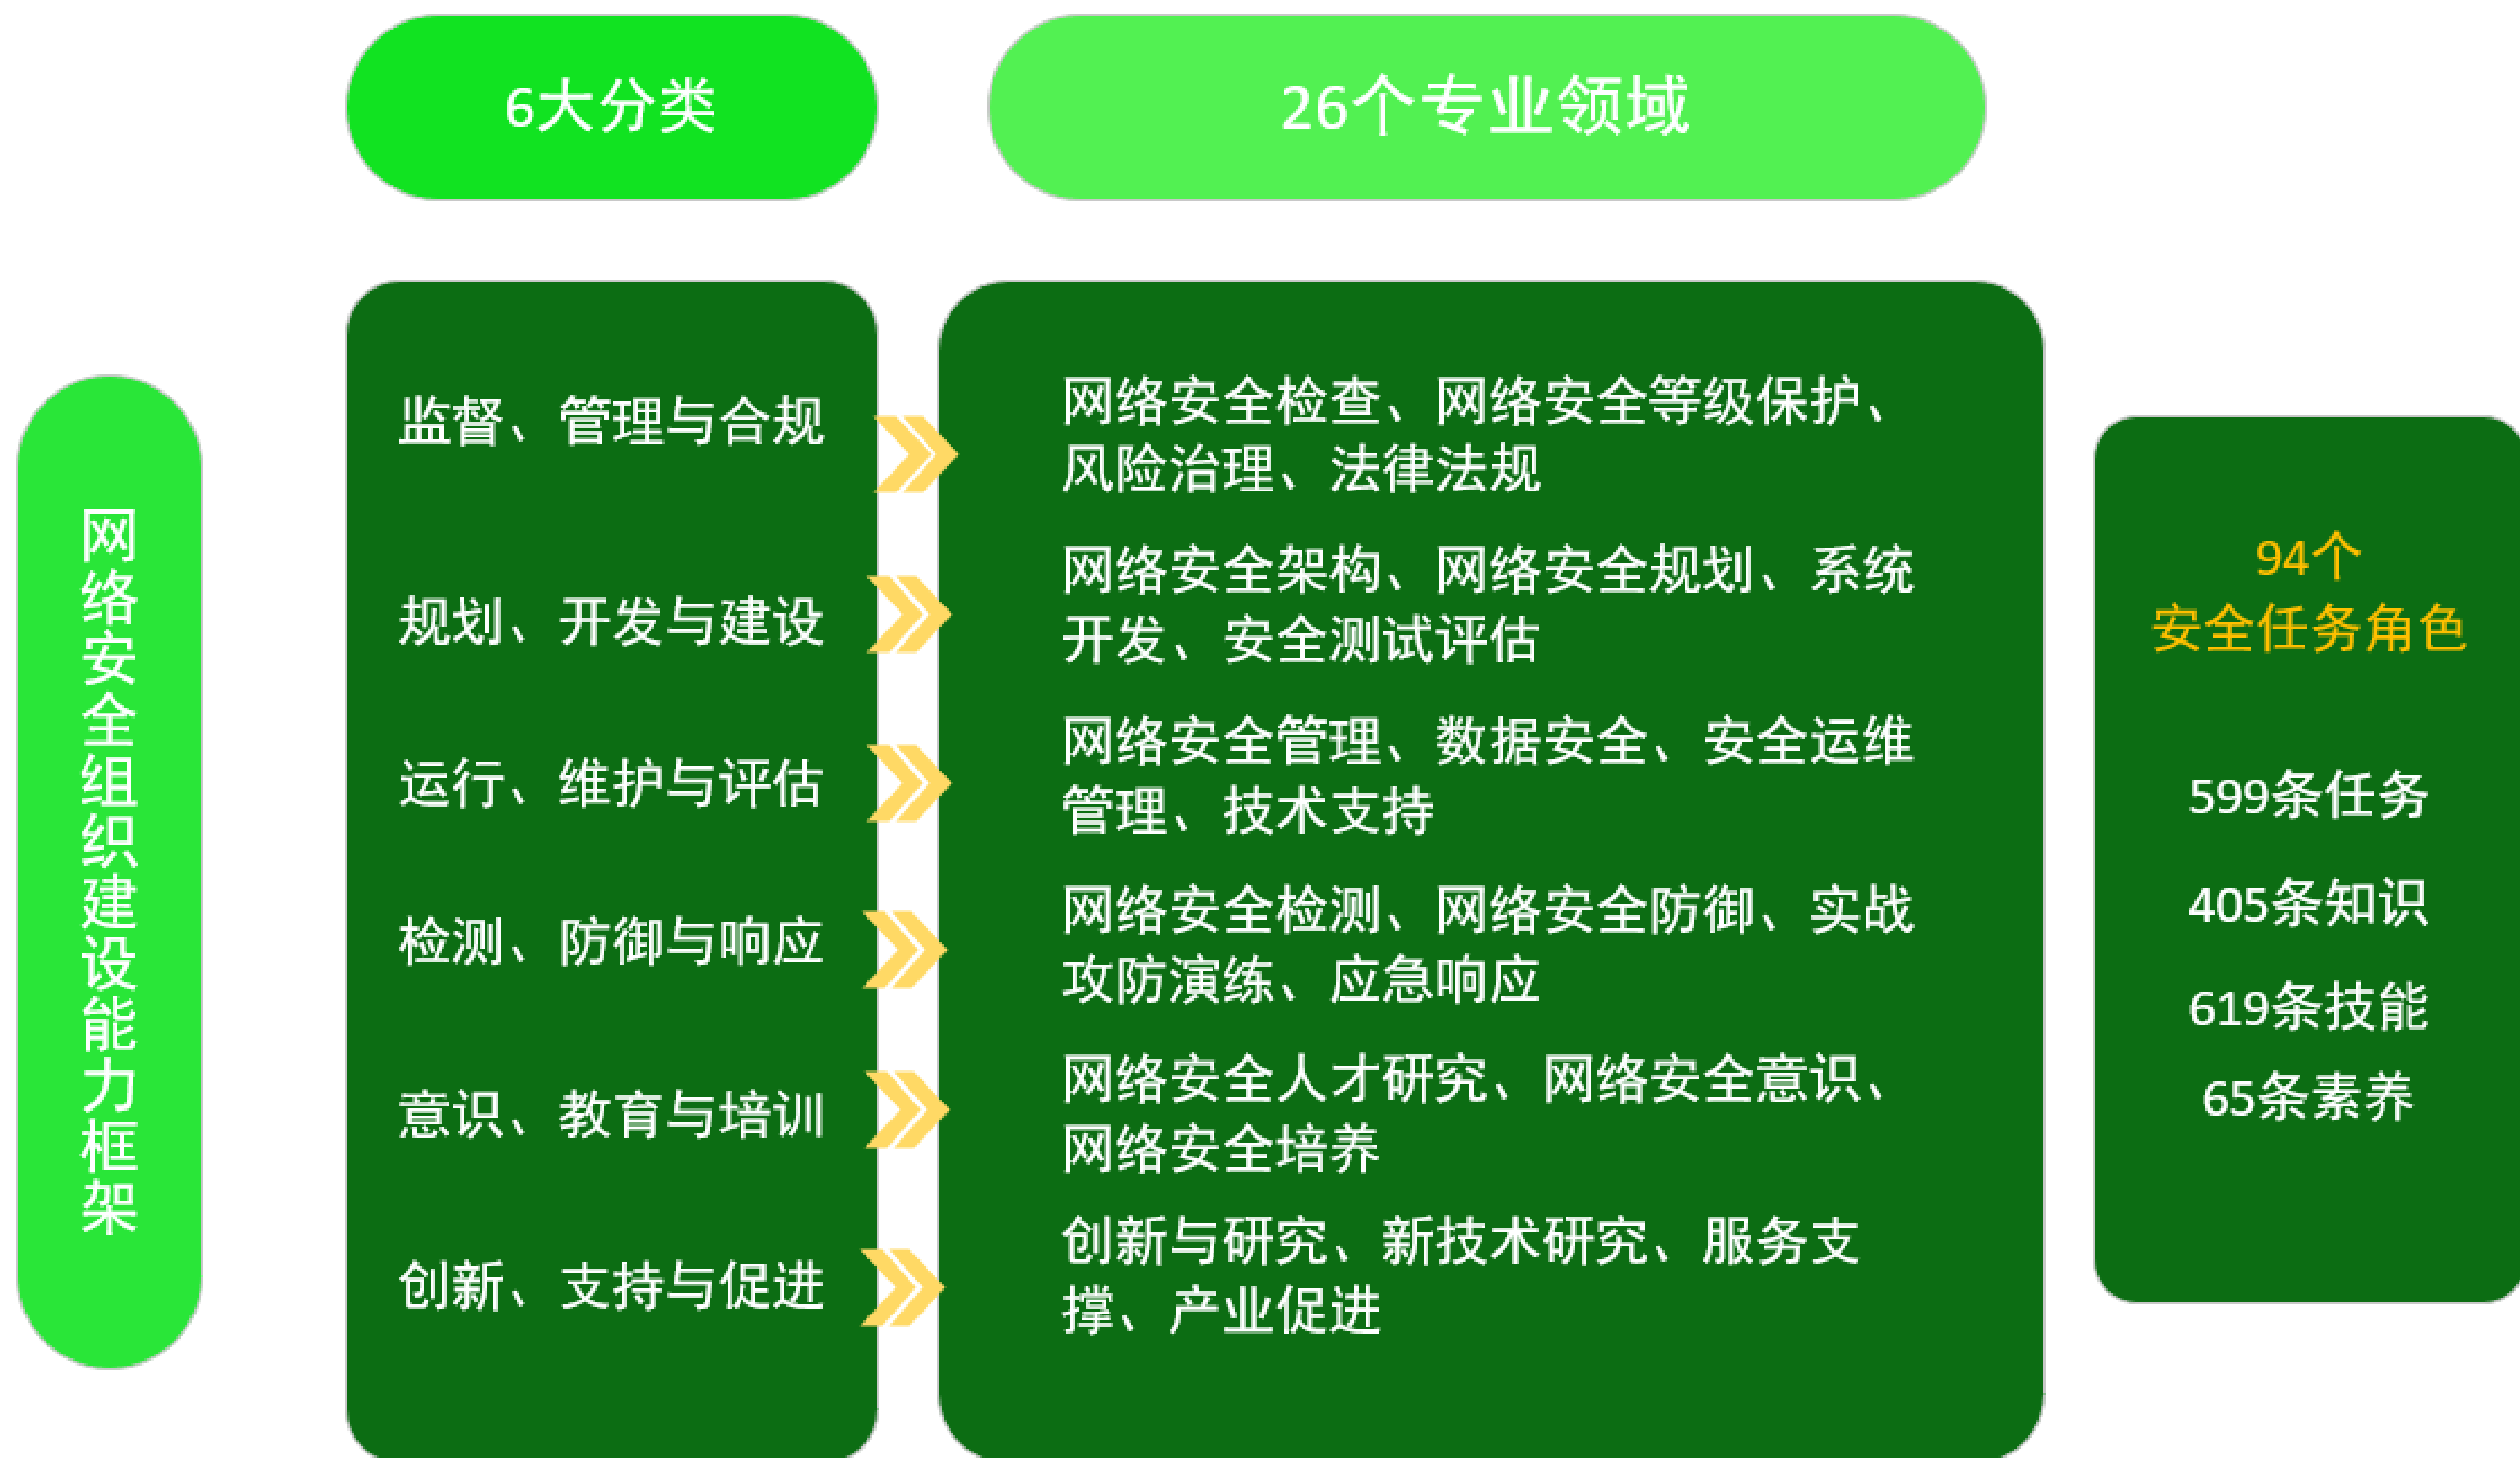 6大分类
26个专业领域
网络安全组织建设能力框架
监督、管理与合规
网络安全检查、网络安全等级保护、
风险治理、法律法规
规划、开发与建设
网络安全架构、网络安全规划、系统
开发、安全测试评估
运行、维护与评估
网络安全管理、数据安全、安全运维
管理、技术支持
检测、防御与响应
网络安全检测、网络安全防御、实战
攻防演练、应急响应
意识、教育与培训
网络安全人才研究、网络安全意识、
网络安全培养
创新、支持与促进
创新与研究、新技术研究、服务支
撑、产业促进
94个
安全任务角色
599条任务
405条知识
619条技能
65条素养